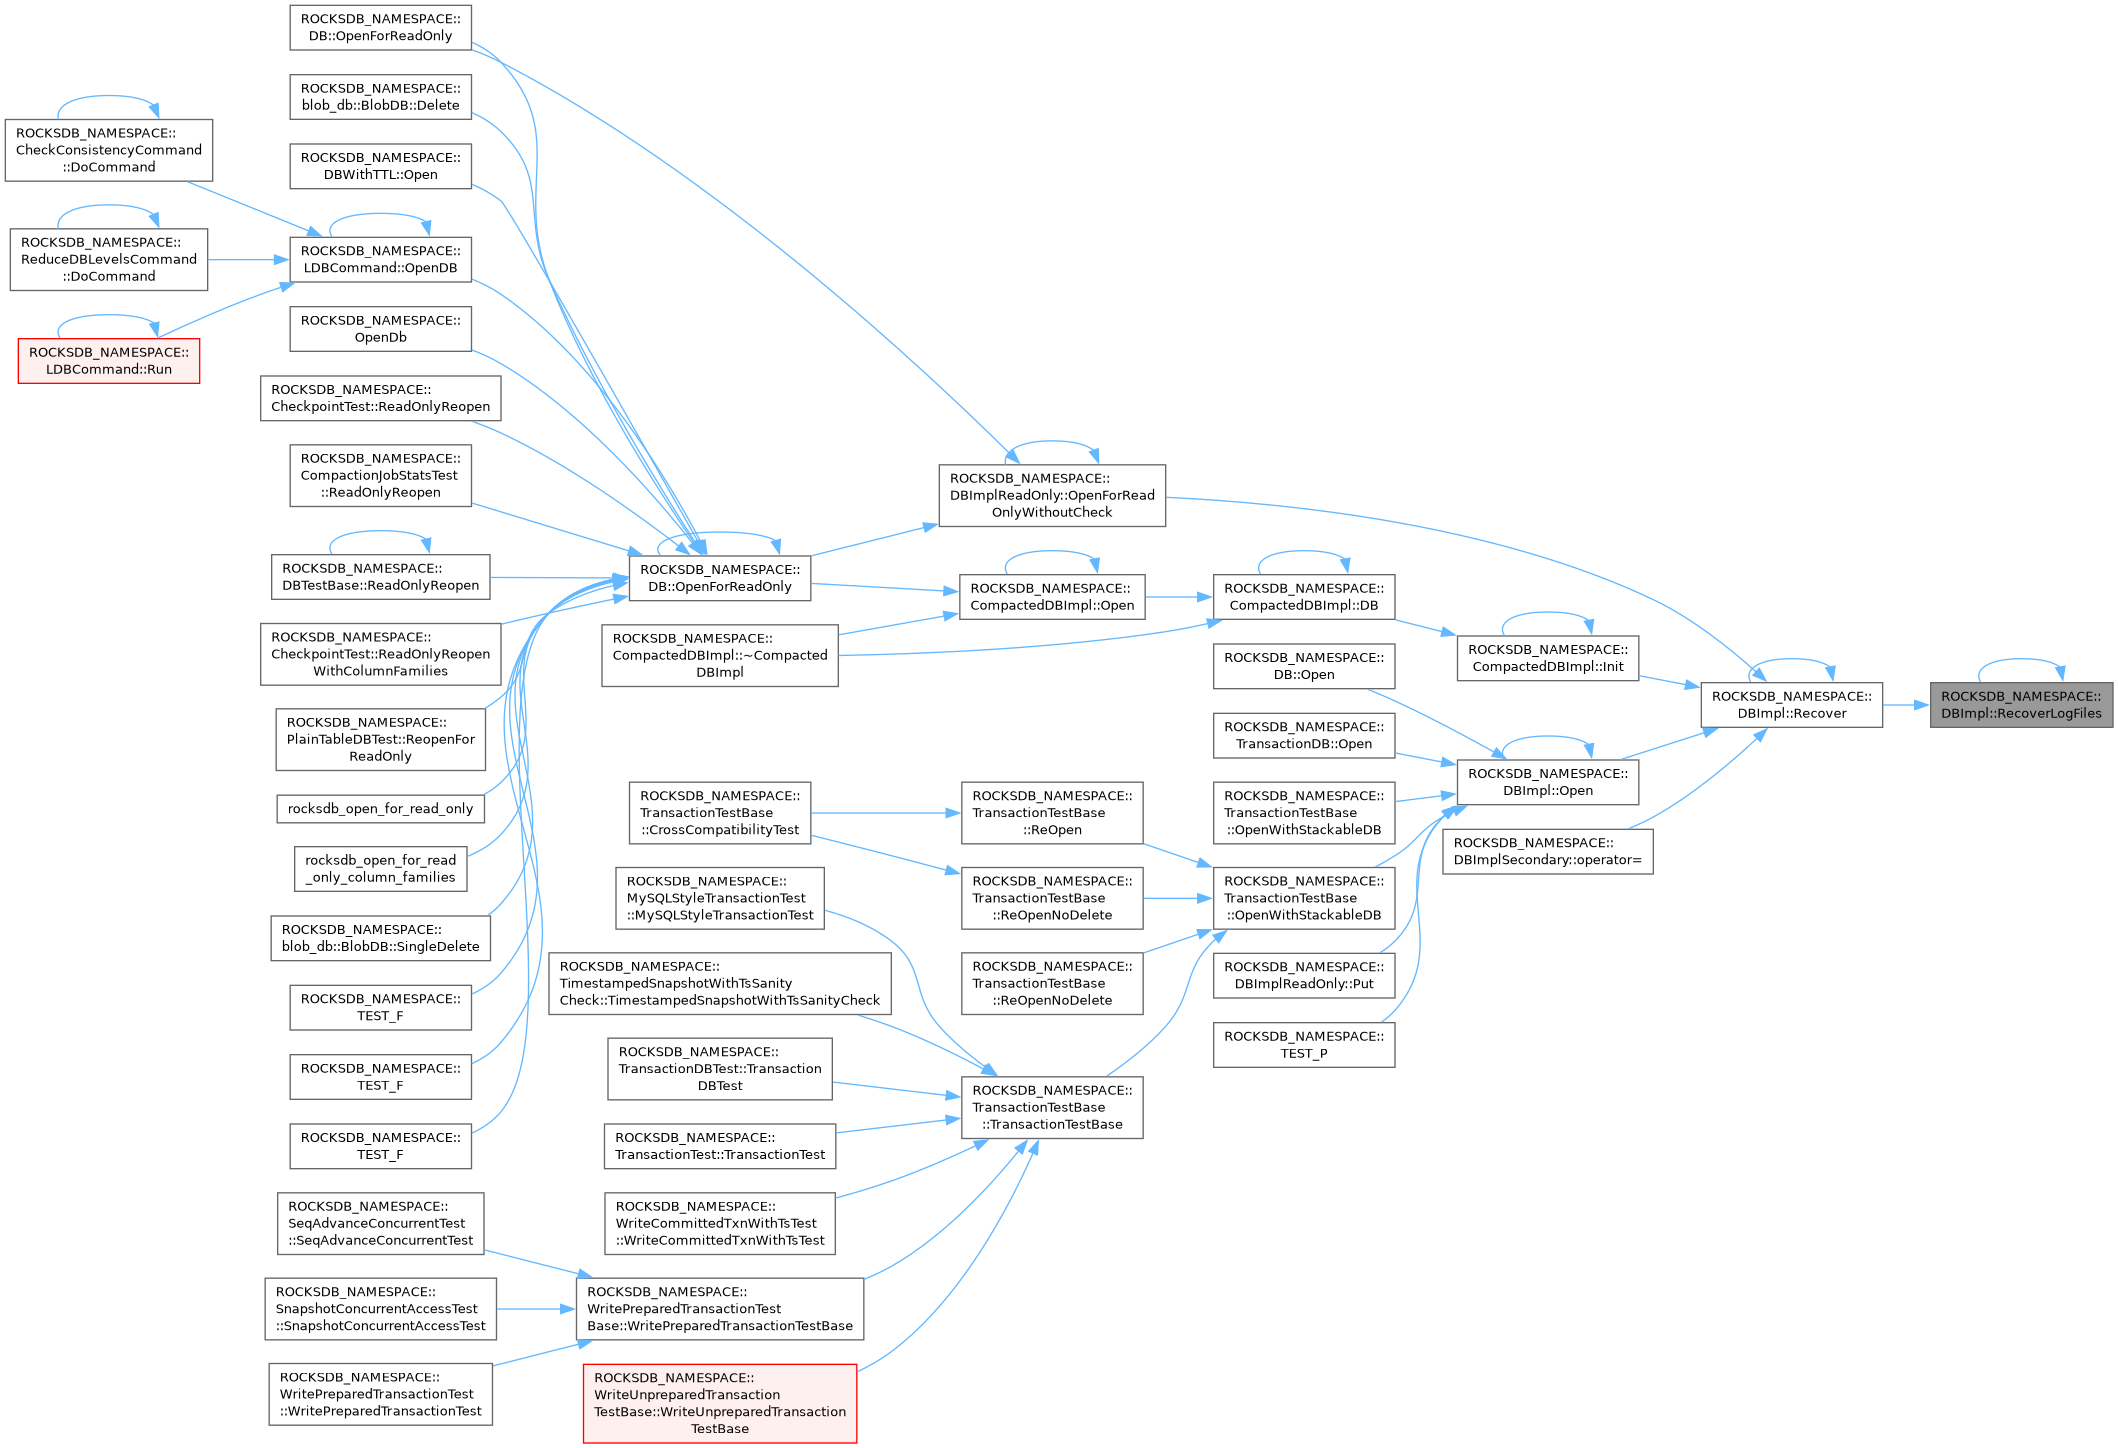 ROCKSDB_NAMESPACE::
DB::OpenForReadOnly
ROCKSDB_NAMESPACE::
blob_db::BlobDB::Delete
ROCKSDB_NAMESPACE::
CheckConsistencyCommand
::DoCommand
ROCKSDB_NAMESPACE::
DBWithTTL::Open
ROCKSDB_NAMESPACE::
ReduceDBLevelsCommand
::DoCommand
ROCKSDB_NAMESPACE::
LDBCommand::OpenDB
ROCKSDB_NAMESPACE::
LDBCommand::Run
ROCKSDB_NAMESPACE::
OpenDb
ROCKSDB_NAMESPACE::
CheckpointTest::ReadOnlyReopen
ROCKSDB_NAMESPACE::
CompactionJobStatsTest
::ReadOnlyReopen
ROCKSDB_NAMESPACE::
DBTestBase::ReadOnlyReopen
ROCKSDB_NAMESPACE::
CheckpointTest::ReadOnlyReopen
WithColumnFamilies
ROCKSDB_NAMESPACE::
PlainTableDBTest::ReopenFor
ReadOnly
rocksdb_open_for_read_only
rocksdb_open_for_read
_only_column_families
ROCKSDB_NAMESPACE::
blob_db::BlobDB::SingleDelete
ROCKSDB_NAMESPACE::
TEST_F
ROCKSDB_NAMESPACE::
TEST_F
ROCKSDB_NAMESPACE::
TEST_F
ROCKSDB_NAMESPACE::
SeqAdvanceConcurrentTest
::SeqAdvanceConcurrentTest
ROCKSDB_NAMESPACE::
SnapshotConcurrentAccessTest
::SnapshotConcurrentAccessTest
ROCKSDB_NAMESPACE::
WritePreparedTransactionTest
::WritePreparedTransactionTest
ROCKSDB_NAMESPACE::
DB::OpenForReadOnly
ROCKSDB_NAMESPACE::
CompactedDBImpl::~Compacted
DBImpl
ROCKSDB_NAMESPACE::
TransactionTestBase
::CrossCompatibilityTest
ROCKSDB_NAMESPACE::
MySQLStyleTransactionTest
::MySQLStyleTransactionTest
ROCKSDB_NAMESPACE::
TimestampedSnapshotWithTsSanity
Check::TimestampedSnapshotWithTsSanityCheck
ROCKSDB_NAMESPACE::
TransactionDBTest::Transaction
DBTest
ROCKSDB_NAMESPACE::
TransactionTest::TransactionTest
ROCKSDB_NAMESPACE::
WriteCommittedTxnWithTsTest
::WriteCommittedTxnWithTsTest
ROCKSDB_NAMESPACE::
WritePreparedTransactionTest
Base::WritePreparedTransactionTestBase
ROCKSDB_NAMESPACE::
WriteUnpreparedTransaction
TestBase::WriteUnpreparedTransaction
TestBase
ROCKSDB_NAMESPACE::
DBImplReadOnly::OpenForRead
OnlyWithoutCheck
ROCKSDB_NAMESPACE::
CompactedDBImpl::Open
ROCKSDB_NAMESPACE::
TransactionTestBase
::ReOpen
ROCKSDB_NAMESPACE::
TransactionTestBase
::ReOpenNoDelete
ROCKSDB_NAMESPACE::
TransactionTestBase
::ReOpenNoDelete
ROCKSDB_NAMESPACE::
TransactionTestBase
::TransactionTestBase
ROCKSDB_NAMESPACE::
CompactedDBImpl::DB
ROCKSDB_NAMESPACE::
DB::Open
ROCKSDB_NAMESPACE::
TransactionDB::Open
ROCKSDB_NAMESPACE::
TransactionTestBase
::OpenWithStackableDB
ROCKSDB_NAMESPACE::
TransactionTestBase
::OpenWithStackableDB
ROCKSDB_NAMESPACE::
DBImplReadOnly::Put
ROCKSDB_NAMESPACE::
TEST_P
ROCKSDB_NAMESPACE::
CompactedDBImpl::Init
ROCKSDB_NAMESPACE::
DBImpl::Open
ROCKSDB_NAMESPACE::
DBImplSecondary::operator=
ROCKSDB_NAMESPACE::
DBImpl::Recover
ROCKSDB_NAMESPACE::
DBImpl::RecoverLogFiles